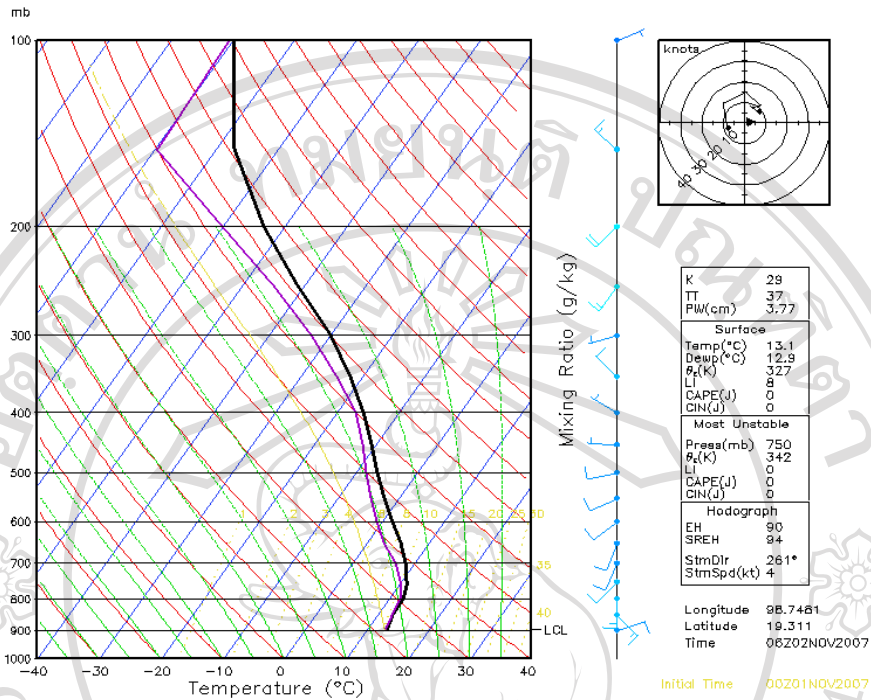 mb
knots
100
200
300
400
500
600
700
800
900
1000
-40 -30 -20 -10 0 10 20 30 40
Temperature (°C)
1 2 3 4 6 8 10 15 20 25 30
35
40
LCL
Mixing Ratio (g/kg)
40 30 20 10
K 29
TT 37
PW(cm) 3.77
Surface
Temp(°C) 13.1
Dewp(°C) 12.9
θE(K) 327
LI 8
CAPE(J) 0
CIN(J) 0
Most Unstable
Press(mb) 750
θE(K) 342
LI 0
CAPE(J) 0
CIN(J) 0
Hodograph
EH 90
SREH 94
StmDir 261°
StmSpd(kt) 4
Longitude 98.7481
Latitude 19.311
Time 06Z02NOV2007
Initial Time 00Z01NOV2007